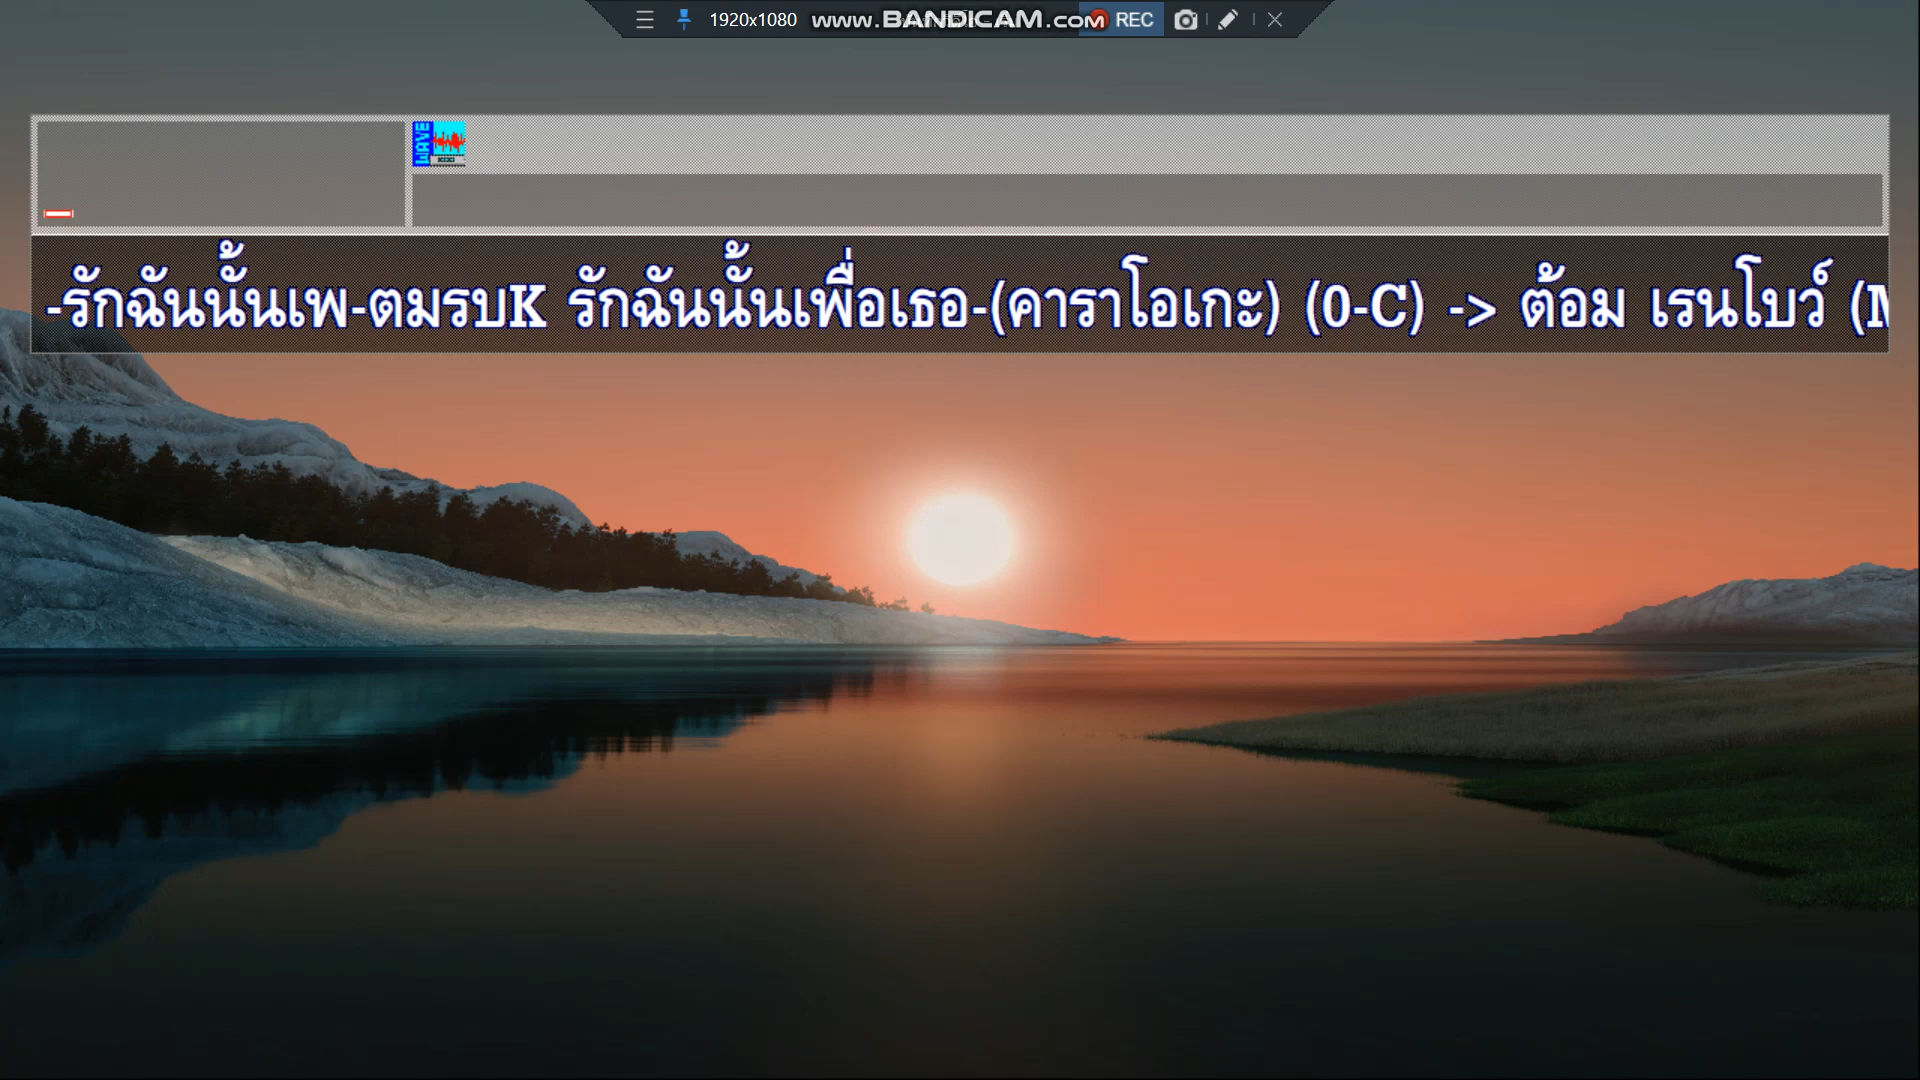 1920x1080 www.BANDICAM.com REC
WAVE
-รักฉันนั้นเพ-ตมรบK รักฉันนั้นเพื่อเธอ-(คาราโอเกะ) (0-C) -> ต้อม เรนโบว์ (M